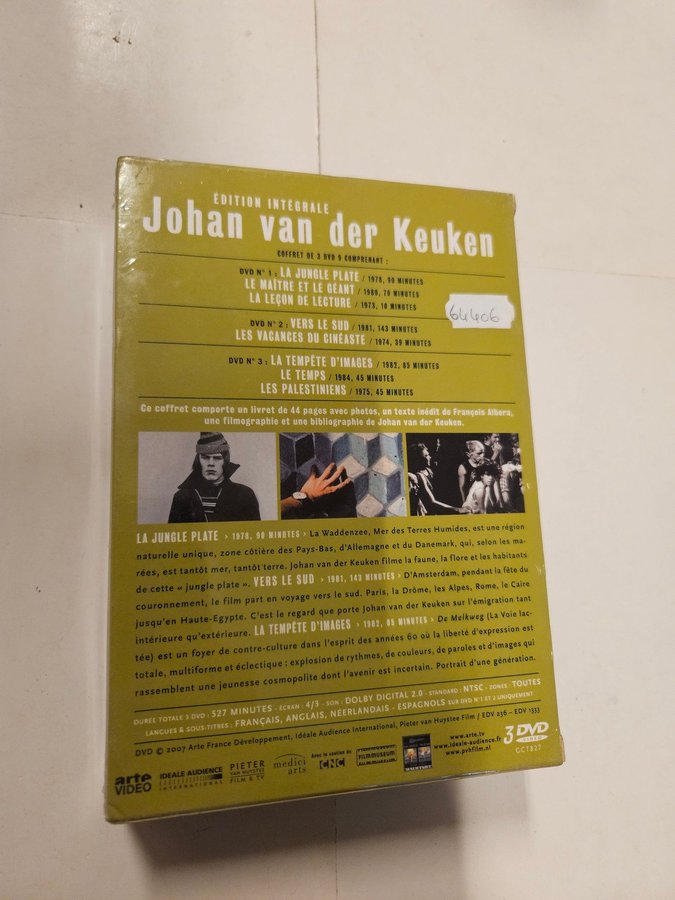 ÉDITION INTÉGRALE
Johan van der Keuken
COFFRET DE 3 DVD 9 COMPRENANT :
DVD N° 1 : LA JUNGLE PLATE / 1978, 90 MINUTES
LE MAÎTRE ET LE GÉANT / 1980, 70 MINUTES
LA LEÇON DE LECTURE / 1973, 10 MINUTES
64406
DVD N° 2 : VERS LE SUD / 1981, 143 MINUTES
LES VACANCES DU CINÉASTE / 1974, 39 MINUTES
DVD N° 3 : LA TEMPÊTE D'IMAGES / 1982, 85 MINUTES
LE TEMPS / 1984, 45 MINUTES
LES PALESTINIENS / 1975, 45 MINUTES
Ce coffret comporte un livret de 44 pages avec photos, un texte inédit de François Albera,
une filmographie et une bibliographie de Johan van der Keuken.
LA JUNGLE PLATE > 1978, 90 MINUTES > La Waddenzee, Mer des Terres Humides, est une région
naturelle unique, zone côtière des Pays-Bas, d'Allemagne et du Danemark, qui, selon les ma-
rées, est tantôt mer, tantôt terre. Johan van der Keuken filme la faune, la flore et les habitants
de cette « jungle plate ». VERS LE SUD > 1981, 143 MINUTES > D'Amsterdam, pendant la fête du
couronnement, le film part en voyage vers le sud. Paris, la Drôme, les Alpes, Rome, le Caire
jusqu'en Haute-Egypte. C'est le regard que porte Johan van der Keuken sur l'émigration tant
intérieure qu'extérieure. LA TEMPÊTE D'IMAGES > 1982, 85 MINUTES > De Melkweg (La Voie lac-
tée) est un foyer de contre-culture dans l'esprit des années 60 où la liberté d'expression est
totale, multiforme et éclectique : explosion de rythmes, de couleurs, de paroles et d'images qui
rassemblent une jeunesse cosmopolite dont l'avenir est incertain. Portrait d'une génération.
DURÉE TOTALE 3 DVD : 527 MINUTES - ÉCRAN : 4/3 - SON : DOLBY DIGITAL 2.0 - STANDARD : NTSC - ZONES : TOUTES
LANGUES & SOUS-TITRES : FRANÇAIS, ANGLAIS, NÉERLANDAIS - ESPAGNOLS SUR DVD N°1 ET 2 UNIQUEMENT
DVD © 2007 Arte France Développement, Idéale Audience International, Pieter van Huystee Film / EDV 236 – EDV 1333
arte
VIDEO
IDEALE AUDIENCE
INTERNATIONAL
PIETER
VAN HUYSTEE
FILM & TV
medici
arts
Avec le soutien du
CNC
FILMMUSEUM
www.arte.tv
www.ideale-audience.fr
www.pvhfilm.nl
3 DVD
VIDEO
GCT827